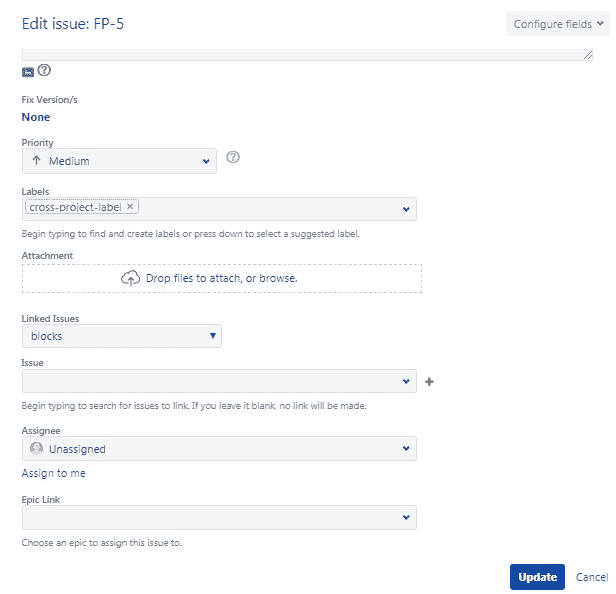 Edit issue: FP-5
Configure fields
Fix Version/s
None
Priority
Medium
Labels
cross-project-label ×
Begin typing to find and create labels or press down to select a suggested label.
Attachment
Drop files to attach, or browse.
Linked Issues
blocks
Issue
Begin typing to search for issues to link. If you leave it blank, no link will be made.
Assignee
Unassigned
Assign to me
Epic Link
Choose an epic to assign this issue to.
Update Cancel